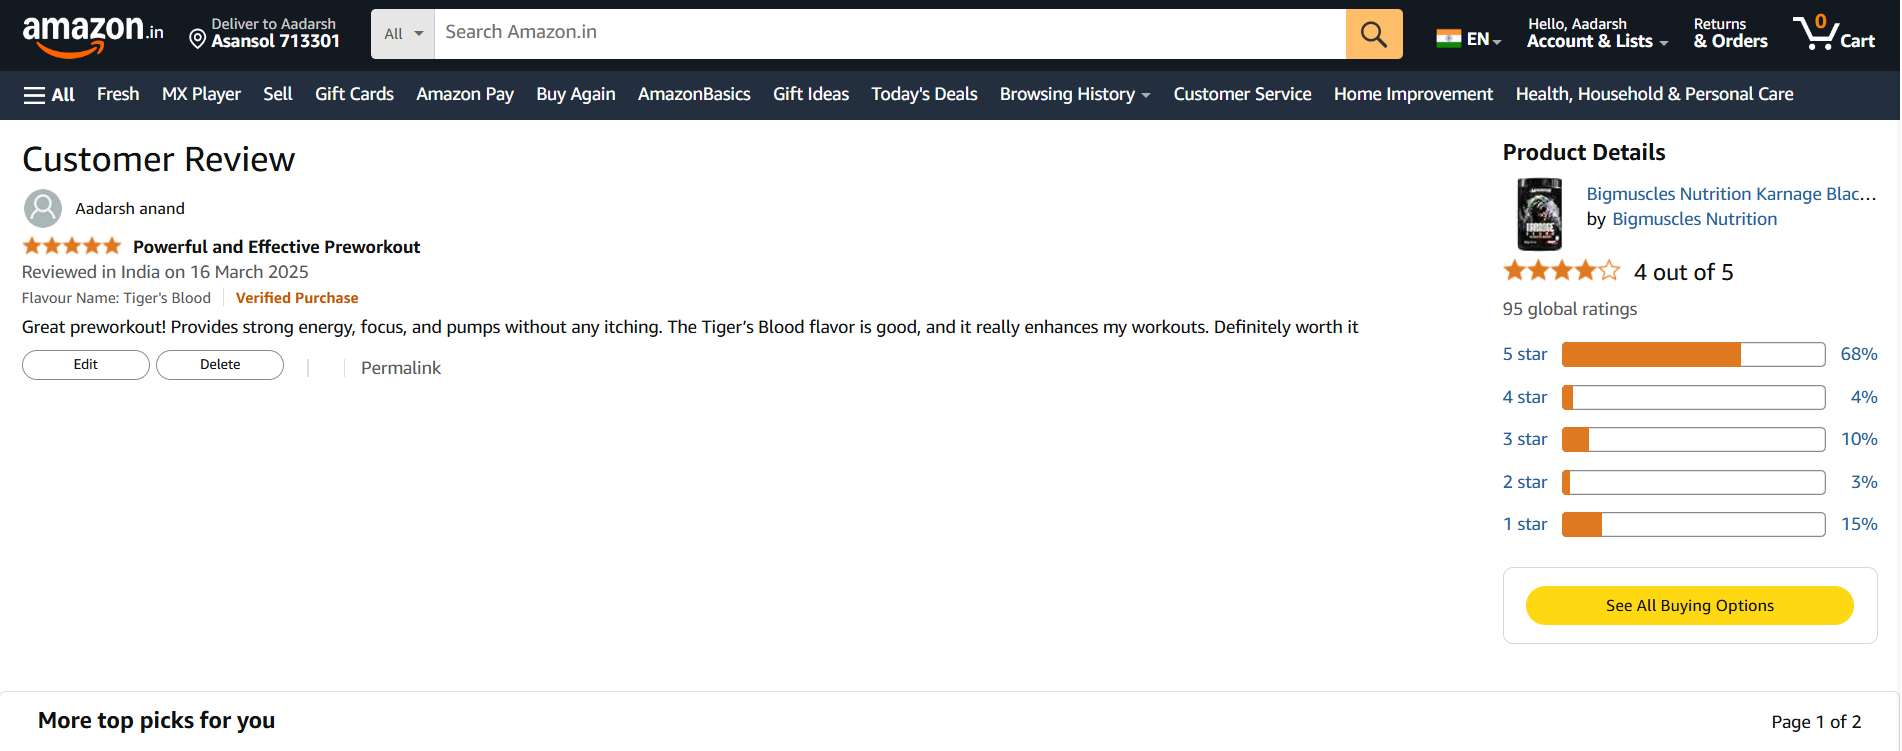 amazon.in
Deliver to Aadarsh
Asansol 713301
All
Search Amazon.in
EN
Hello, Aadarsh
Account & Lists
Returns
& Orders
0
Cart
All
Fresh
MX Player
Sell
Gift Cards
Amazon Pay
Buy Again
AmazonBasics
Gift Ideas
Today's Deals
Browsing History
Customer Service
Home Improvement
Health, Household & Personal Care
Customer Review
Aadarsh anand
Powerful and Effective Preworkout
Reviewed in India on 16 March 2025
Flavour Name: Tiger's Blood
Verified Purchase
Great preworkout! Provides strong energy, focus, and pumps without any itching. The Tiger’s Blood flavor is good, and it really enhances my workouts. Definitely worth it
Edit
Delete
Permalink
Product Details
Bigmuscles Nutrition Karnage Blac...
by Bigmuscles Nutrition
KARNAGE
4 out of 5
95 global ratings
5 star 68%
4 star 4%
3 star 10%
2 star 3%
1 star 15%
See All Buying Options
More top picks for you
Page 1 of 2